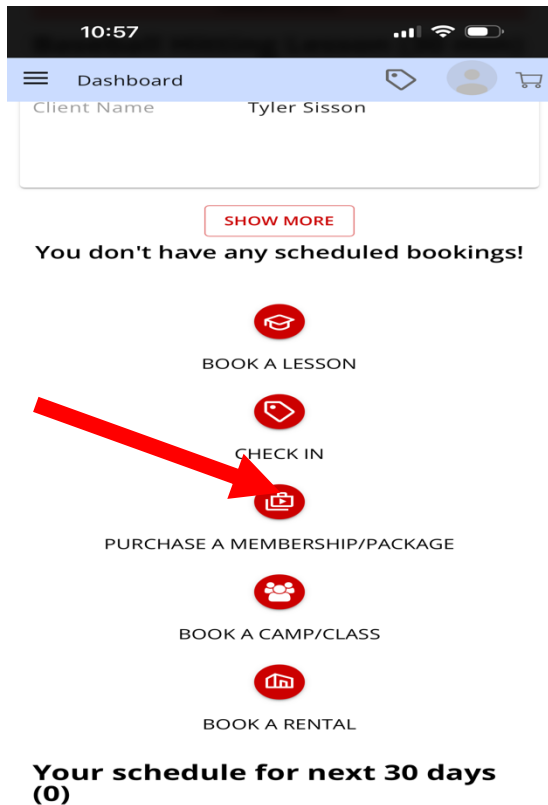 10:57
Dashboard
Client Name Tyler Sisson
SHOW MORE
You don't have any scheduled bookings!
BOOK A LESSON
CHECK IN
PURCHASE A MEMBERSHIP/PACKAGE
BOOK A CAMP/CLASS
BOOK A RENTAL
Your schedule for next 30 days
(0)